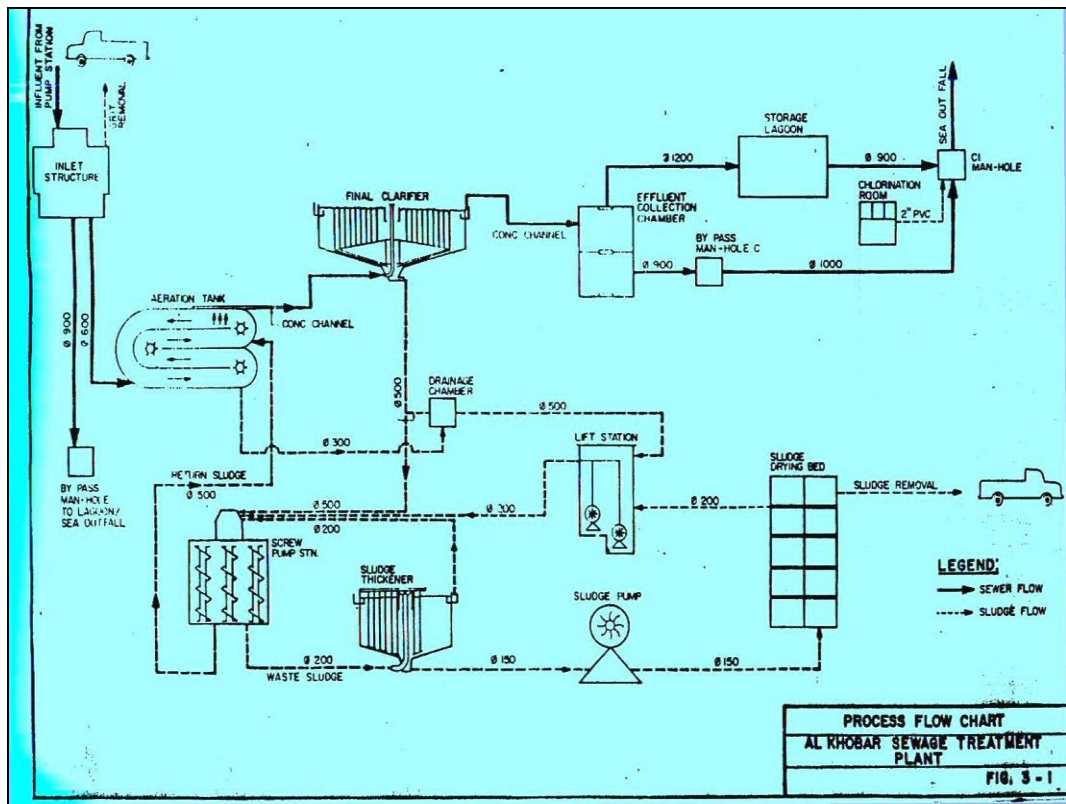 INFLUENT FROM
PUMP STATION
GRIT
REMOVAL
INLET
STRUCTURE
Ø 900
Ø 600
BY PASS
MAN-HOLE
TO LAGOON/
SEA OUTFALL
AERATION TANK
CONC CHANNEL
FINAL CLARIFIER
CONC CHANNEL
EFFLUENT
COLLECTION
CHAMBER
Ø 1200
STORAGE
LAGOON
Ø 900
SEA OUT FALL
C1
MAN-HOLE
CHLORINATION
ROOM
2" PVC
BY PASS
MAN-HOLE C
Ø 900
Ø 1000
Ø 500
DRAINAGE
CHAMBER
Ø 500
Ø 300
LIFT STATION
SLUDGE
DRYING BED
SLUDGE REMOVAL
RETURN SLUDGE
Ø 500
Ø 500
Ø 200
Ø 300
Ø 200
SCREW
PUMP STN.
SLUDGE
THICKENER
SLUDGE PUMP
Ø 200
WASTE SLUDGE
Ø 150
Ø 150
LEGEND:
SEWER FLOW
SLUDGE FLOW
PROCESS FLOW CHART
AL KHOBAR SEWAGE TREATMENT
PLANT
FIG. 3 - 1